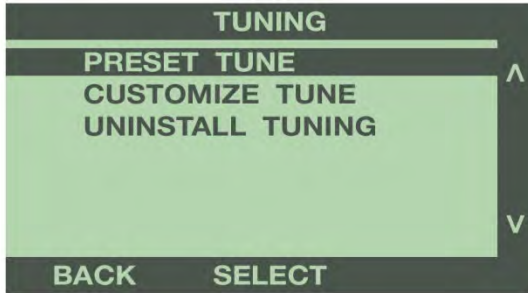 TUNING
PRESET TUNE
CUSTOMIZE TUNE
UNINSTALL TUNING
BACK SELECT